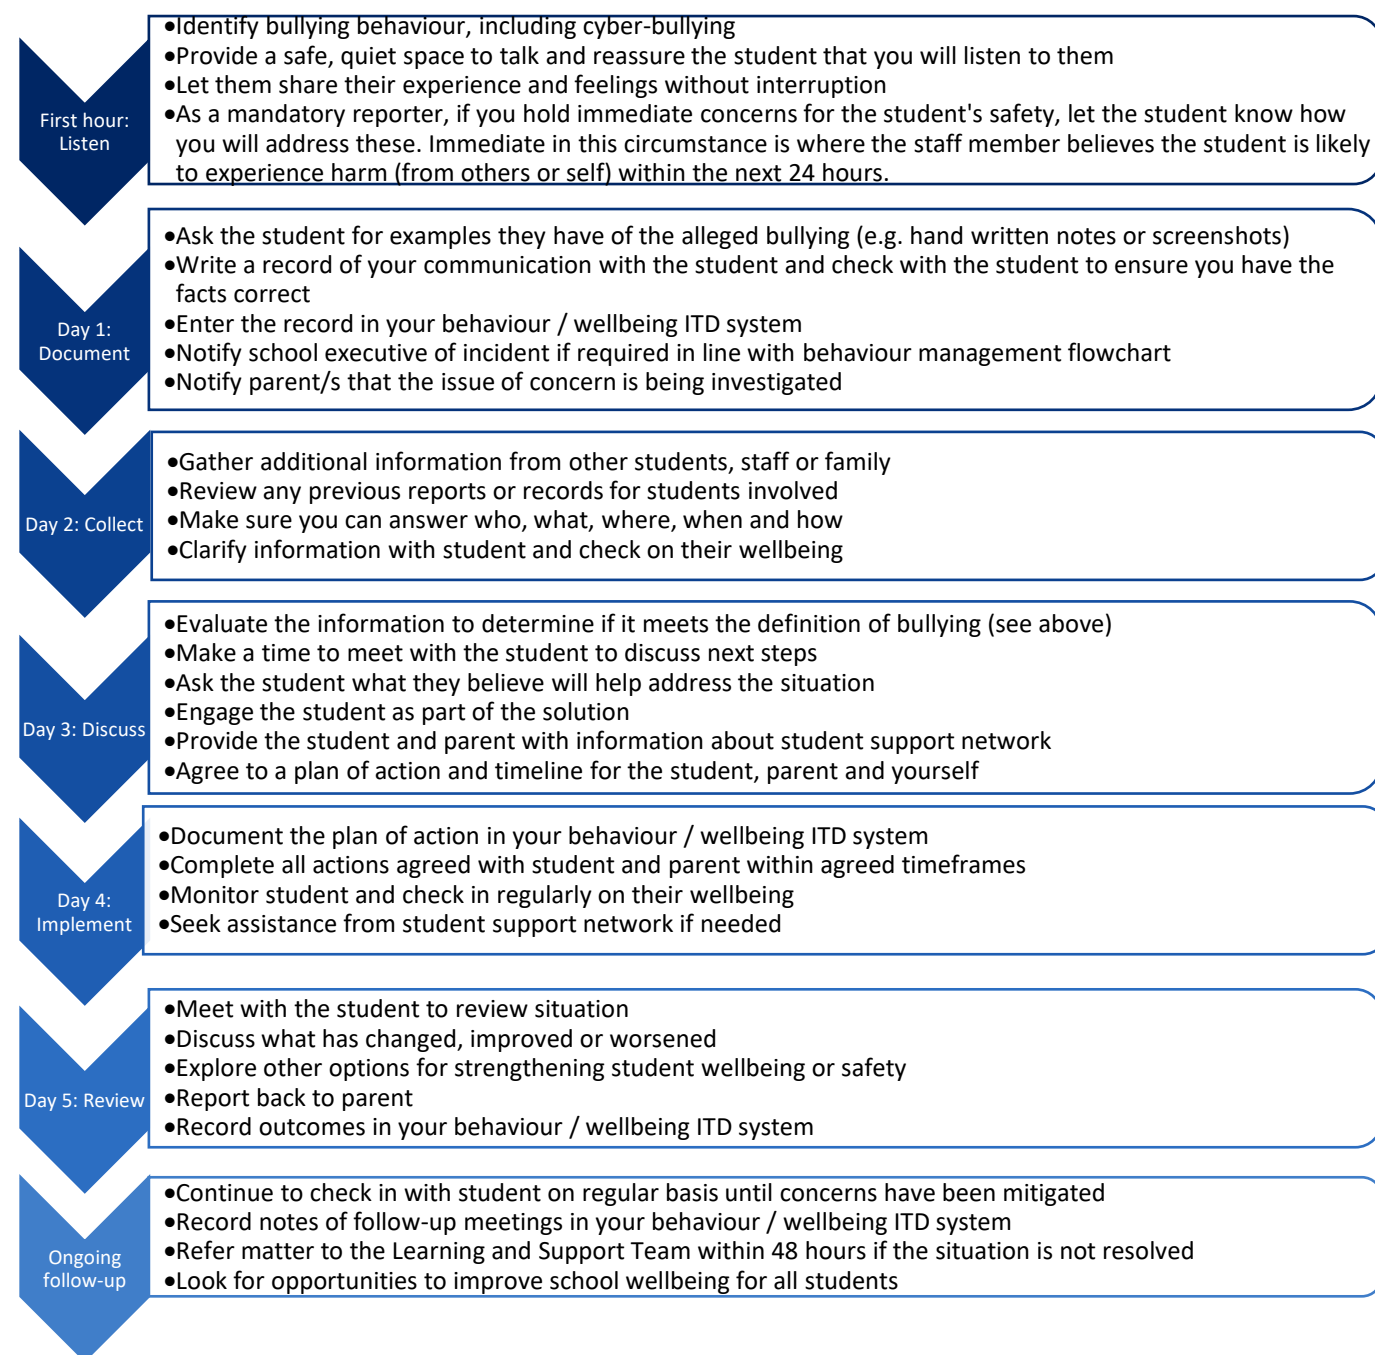 First hour:
Listen
•Identify bullying behaviour, including cyber-bullying
•Provide a safe, quiet space to talk and reassure the student that you will listen to them
•Let them share their experience and feelings without interruption
•As a mandatory reporter, if you hold immediate concerns for the student's safety, let the student know how
you will address these. Immediate in this circumstance is where the staff member believes the student is likely
to experience harm (from others or self) within the next 24 hours.
Day 1:
Document
•Ask the student for examples they have of the alleged bullying (e.g. hand written notes or screenshots)
•Write a record of your communication with the student and check with the student to ensure you have the
facts correct
•Enter the record in your behaviour / wellbeing ITD system
•Notify school executive of incident if required in line with behaviour management flowchart
•Notify parent/s that the issue of concern is being investigated
Day 2: Collect
•Gather additional information from other students, staff or family
•Review any previous reports or records for students involved
•Make sure you can answer who, what, where, when and how
•Clarify information with student and check on their wellbeing
Day 3: Discuss
•Evaluate the information to determine if it meets the definition of bullying (see above)
•Make a time to meet with the student to discuss next steps
•Ask the student what they believe will help address the situation
•Engage the student as part of the solution
•Provide the student and parent with information about student support network
•Agree to a plan of action and timeline for the student, parent and yourself
Day 4:
Implement
•Document the plan of action in your behaviour / wellbeing ITD system
•Complete all actions agreed with student and parent within agreed timeframes
•Monitor student and check in regularly on their wellbeing
•Seek assistance from student support network if needed
Day 5: Review
•Meet with the student to review situation
•Discuss what has changed, improved or worsened
•Explore other options for strengthening student wellbeing or safety
•Report back to parent
•Record outcomes in your behaviour / wellbeing ITD system
Ongoing
follow-up
•Continue to check in with student on regular basis until concerns have been mitigated
•Record notes of follow-up meetings in your behaviour / wellbeing ITD system
•Refer matter to the Learning and Support Team within 48 hours if the situation is not resolved
•Look for opportunities to improve school wellbeing for all students